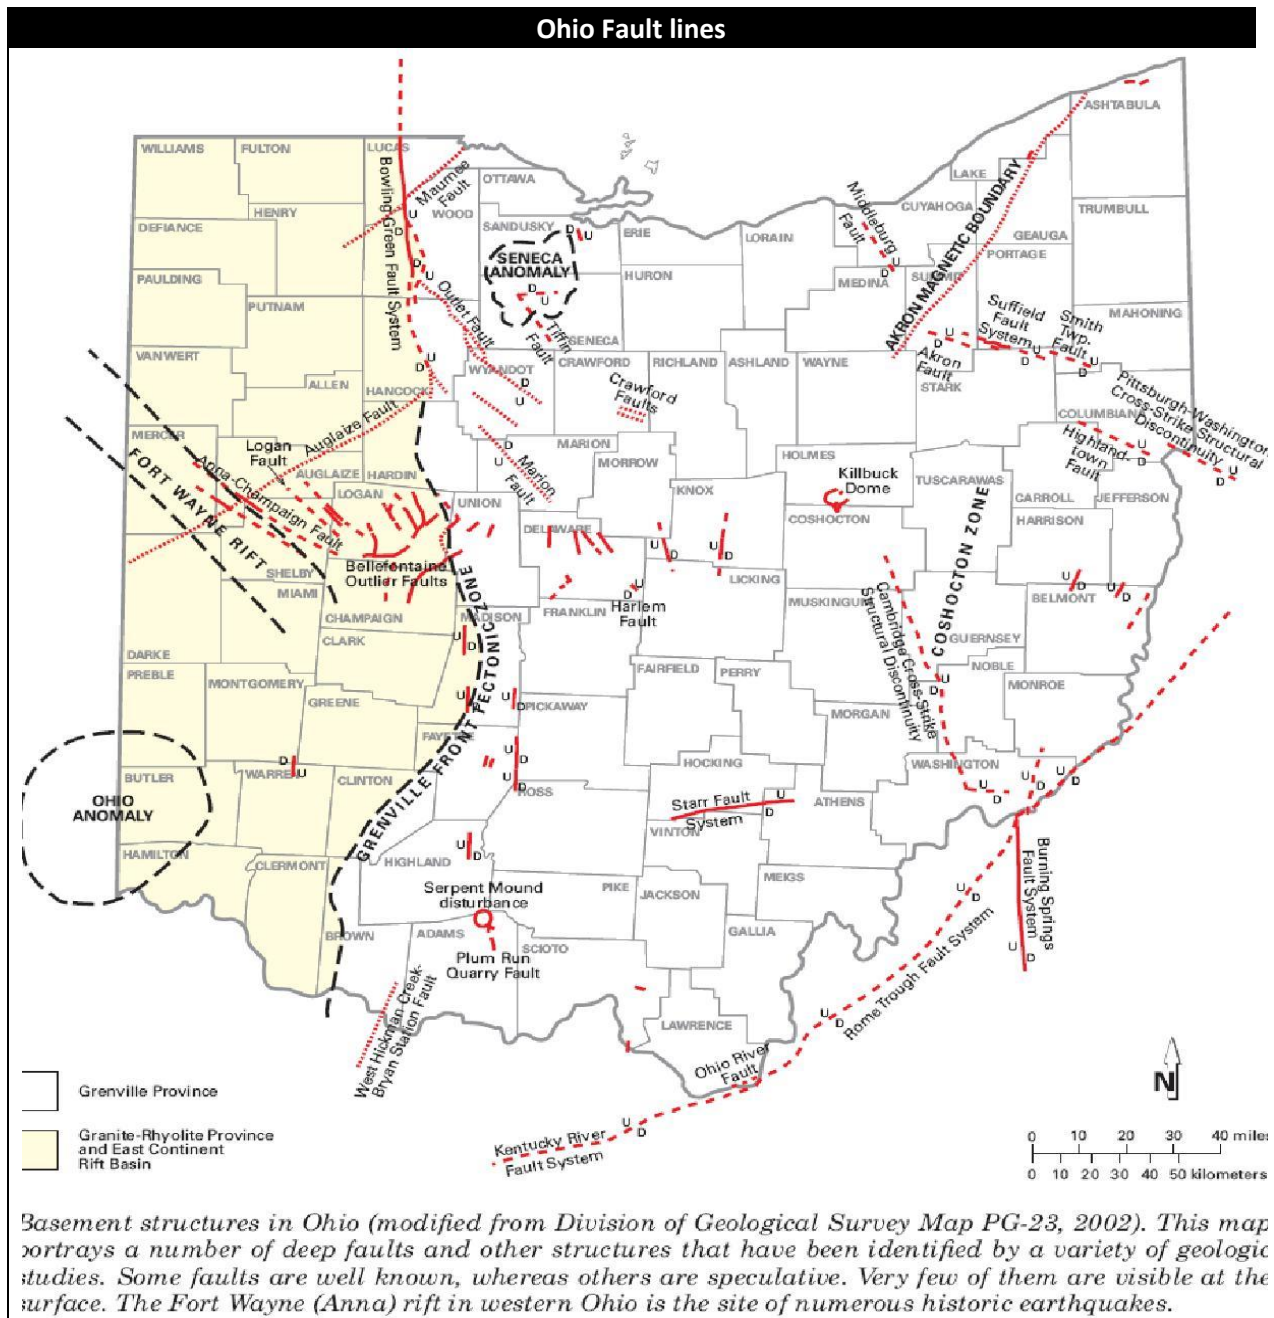 Ohio Fault lines
ASHTABULA
WILLIAMS
FULTON
LUCAS
Maumee
Fault
OTTAWA
LAKE
WOOD
Bowling Green Fault System
HENRY
CUYAHOGA
TRUMBULL
Middleburg
Fault
DEFIANCE
SANDUSKY
ERIE
LORAIN
GEAUGA
AKRON MAGNETIC BOUNDARY
U
D
D
U
SENECA
ANOMALY
PORTAGE
D
U
U
D
PAULDING
HURON
MEDINA
SUMMIT
D
U
PUTNAM
Outlet Fault
Tiffin
Fault
SENECA
Suffield
Fault
System
Smith
Twp.
Fault
MAHONING
D
Akron
Fault
U
D
U
D
VAN WERT
U
D
WYANDOT
CRAWFORD
RICHLAND
ASHLAND
WAYNE
STARK
ALLEN
HANCOCK
D
U
Crawford
Faults
Pittsburgh-Washington
Cross-Strike Structural
Discontinuity
COLUMBIANA
Auglaize Fault
MERCER
Logan
Fault
MARION
D
U
Marion
Fault
HOLMES
Highland-
town
Fault
U
D
U
D
FORT WAYNE RIFT
Anna-Champaign Fault
AUGLAIZE
HARDIN
MORROW
Killbuck
Dome
TUSCARAWAS
LOGAN
UNION
KNOX
CARROLL
JEFFERSON
COSHOCTON
HARRISON
DELAWARE
COSHOCTON ZONE
U
D
U
D
SHELBY
Bellefontaine
Outlier Faults
LICKING
U
D
U
D
MIAMI
U
D
Harlem
Fault
BELMONT
MUSKINGUM
CHAMPAIGN
MADISON
FRANKLIN
Cambridge Cross-Strike
Structural Discontinuity
CLARK
U
D
GUERNSEY
DARKE
GRENVILLE FRONT TECTONIC ZONE
NOBLE
PREBLE
FAIRFIELD
PERRY
MONTGOMERY
D
U
MONROE
GREENE
U
D
U
D
PICKAWAY
MORGAN
FAYETTE
U
D
HOCKING
WASHINGTON
D
U
BUTLER
WARREN
CLINTON
U
D
U
D
U
D
U
D
ROSS
OHIO
ANOMALY
Starr Fault
System
U
D
ATHENS
VINTON
HAMILTON
CLERMONT
HIGHLAND
U
D
Burning Springs
Fault System
MEIGS
Serpent Mound
disturbance
PIKE
JACKSON
U
D
BROWN
ADAMS
GALLIA
SCIOTO
U
D
Plum Run
Quarry Fault
West Hickman Creek-
Bryan Station Fault
Rome Trough Fault System
U
D
LAWRENCE
Ohio River
Fault
N
Grenville Province
Kentucky River
Fault System
U
D
Granite-Rhyolite Province
and East Continent
Rift Basin
0 10 20 30 40 miles
0 10 20 30 40 50 kilometers
Basement structures in Ohio (modified from Division of Geological Survey Map PG-23, 2002). This map
portrays a number of deep faults and other structures that have been identified by a variety of geologic
studies. Some faults are well known, whereas others are speculative. Very few of them are visible at the
surface. The Fort Wayne (Anna) rift in western Ohio is the site of numerous historic earthquakes.